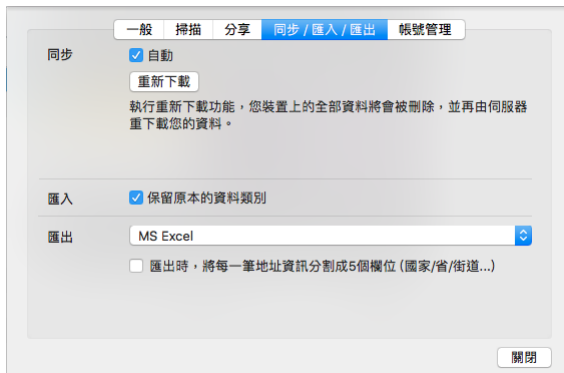 一般 掃描 分享 同步 / 匯入 / 匯出 帳號管理
同步 自動
重新下載
執行重新下載功能，您裝置上的全部資料將會被刪除，並再由伺服器
重下載您的資料。
匯入 保留原本的資料類別
匯出 MS Excel
匯出時，將每一筆地址資訊分割成5個欄位 (國家/省/街道...)
關閉